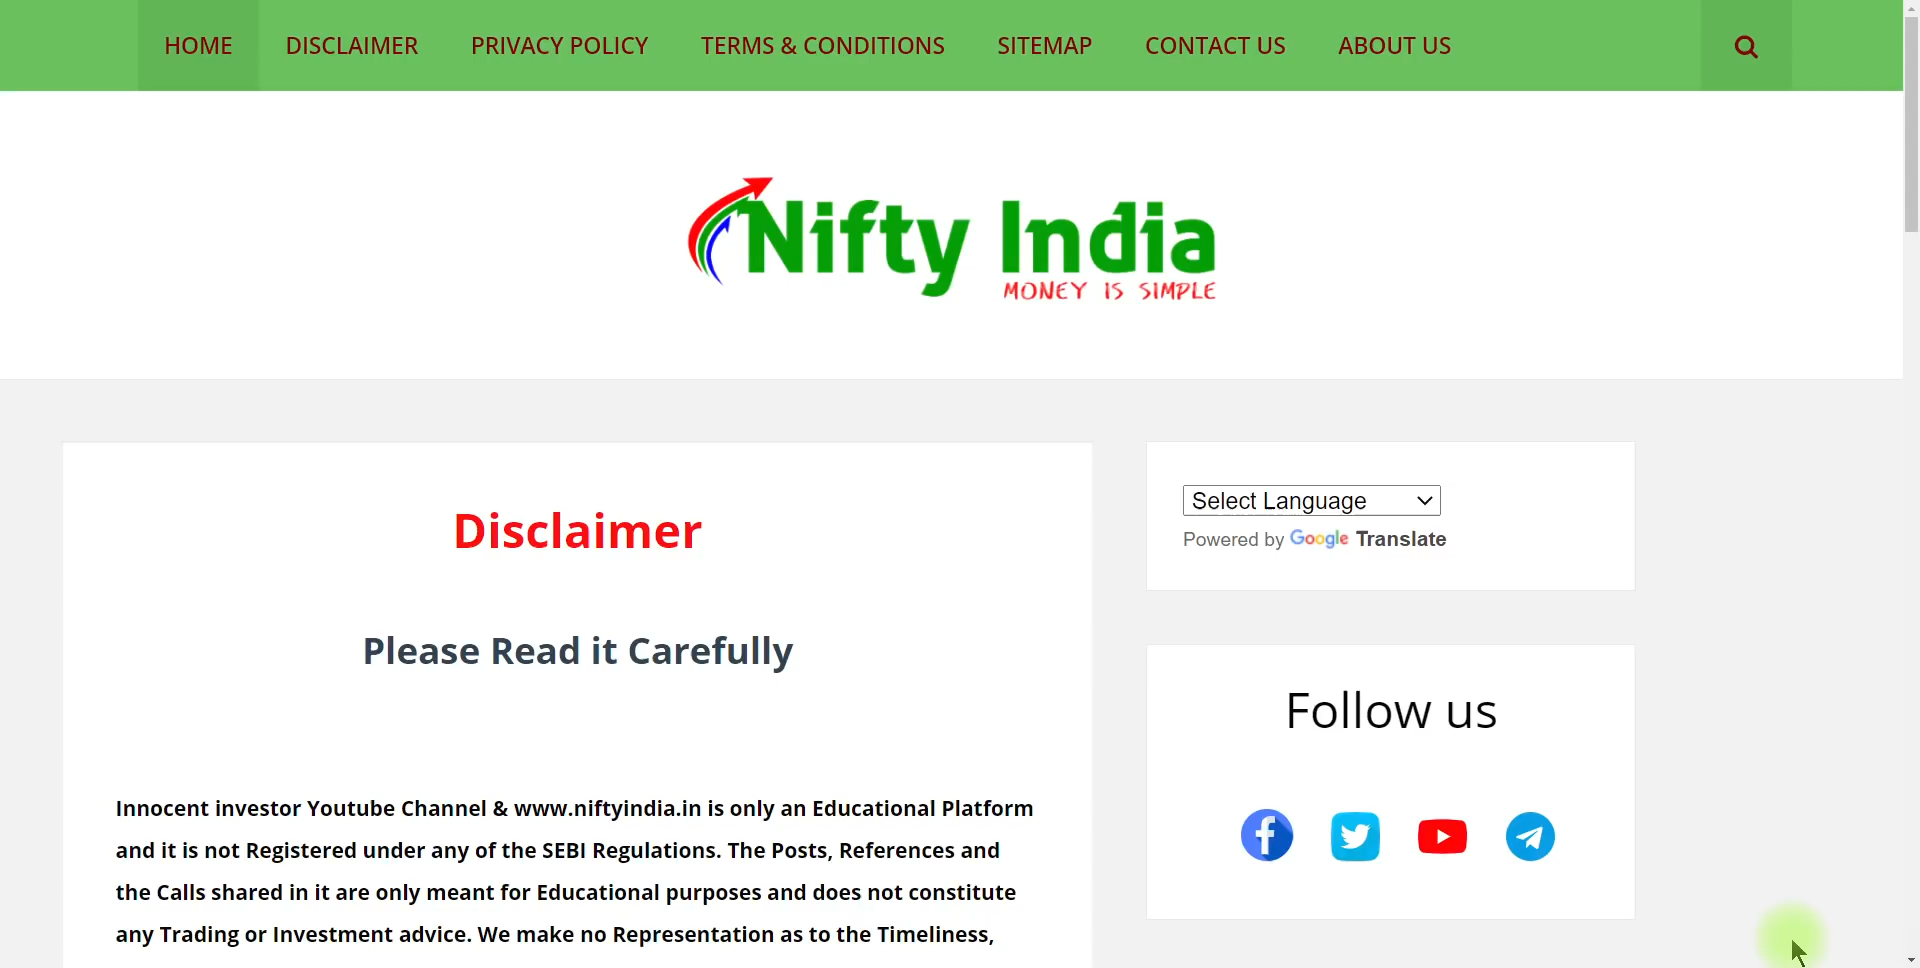 HOME DISCLAIMER PRIVACY POLICY TERMS & CONDITIONS SITEMAP CONTACT US ABOUT US
Nifty India
MONEY IS SIMPLE
Disclaimer
Please Read it Carefully
Innocent investor Youtube Channel & www.niftyindia.in is only an Educational Platform
and it is not Registered under any of the SEBI Regulations. The Posts, References and
the Calls shared in it are only meant for Educational purposes and does not constitute
any Trading or Investment advice. We make no Representation as to the Timeliness,
Select Language
Powered by Google Translate
Follow us